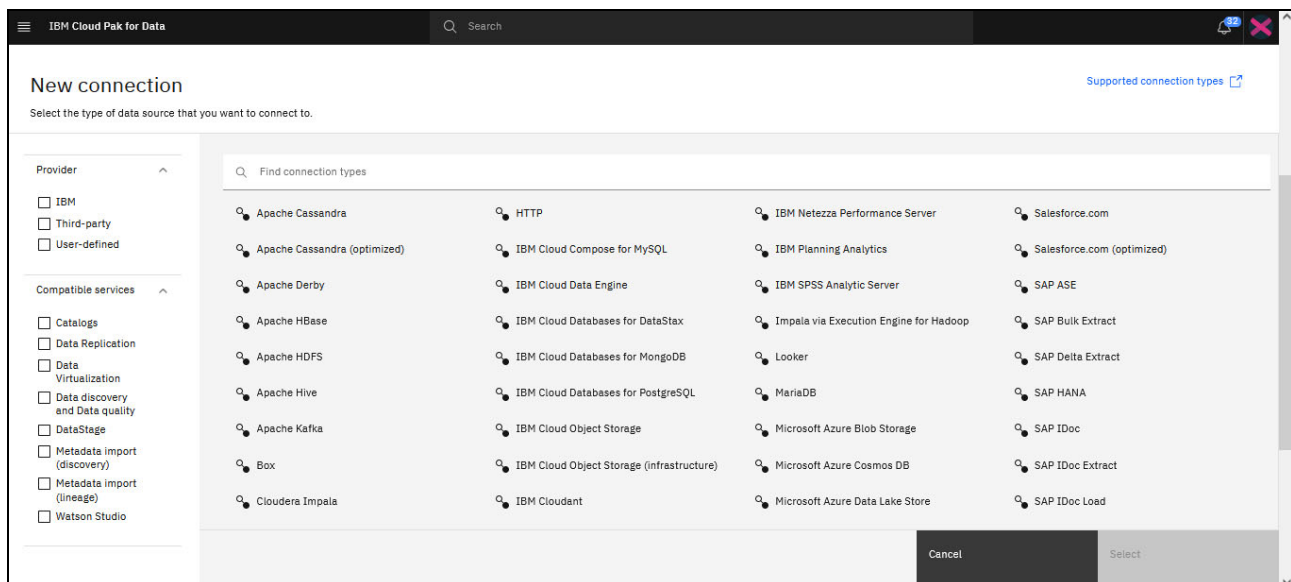 IBM Cloud Pak for Data
Search
32
New connection
Supported connection types
Select the type of data source that you want to connect to.
Provider
IBM
Third-party
User-defined
Compatible services
Catalogs
Data Replication
Data
Virtualization
Data discovery
and Data quality
DataStage
Metadata import
(discovery)
Metadata import
(lineage)
Watson Studio
Find connection types
Apache Cassandra
Apache Cassandra (optimized)
Apache Derby
Apache HBase
Apache HDFS
Apache Hive
Apache Kafka
Box
Cloudera Impala
HTTP
IBM Cloud Compose for MySQL
IBM Cloud Data Engine
IBM Cloud Databases for DataStax
IBM Cloud Databases for MongoDB
IBM Cloud Databases for PostgreSQL
IBM Cloud Object Storage
IBM Cloud Object Storage (infrastructure)
IBM Cloudant
IBM Netezza Performance Server
IBM Planning Analytics
IBM SPSS Analytic Server
Impala via Execution Engine for Hadoop
Looker
MariaDB
Microsoft Azure Blob Storage
Microsoft Azure Cosmos DB
Microsoft Azure Data Lake Store
Salesforce.com
Salesforce.com (optimized)
SAP ASE
SAP Bulk Extract
SAP Delta Extract
SAP HANA
SAP IDoc
SAP IDoc Extract
SAP IDoc Load
Cancel
Select